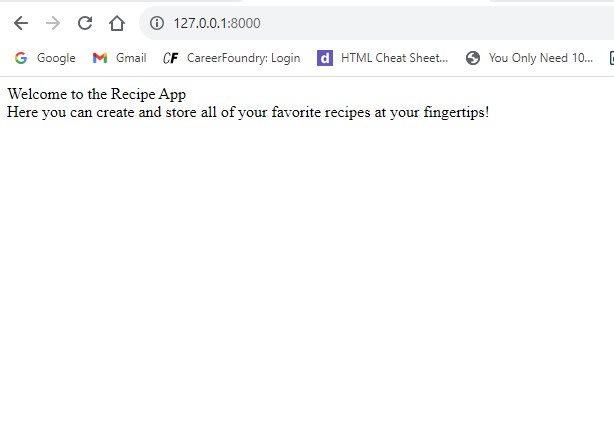 127.0.0.1:8000
Google Gmail CF CareerFoundry: Login d HTML Cheat Sheet... You Only Need 10...
Welcome to the Recipe App
Here you can create and store all of your favorite recipes at your fingertips!